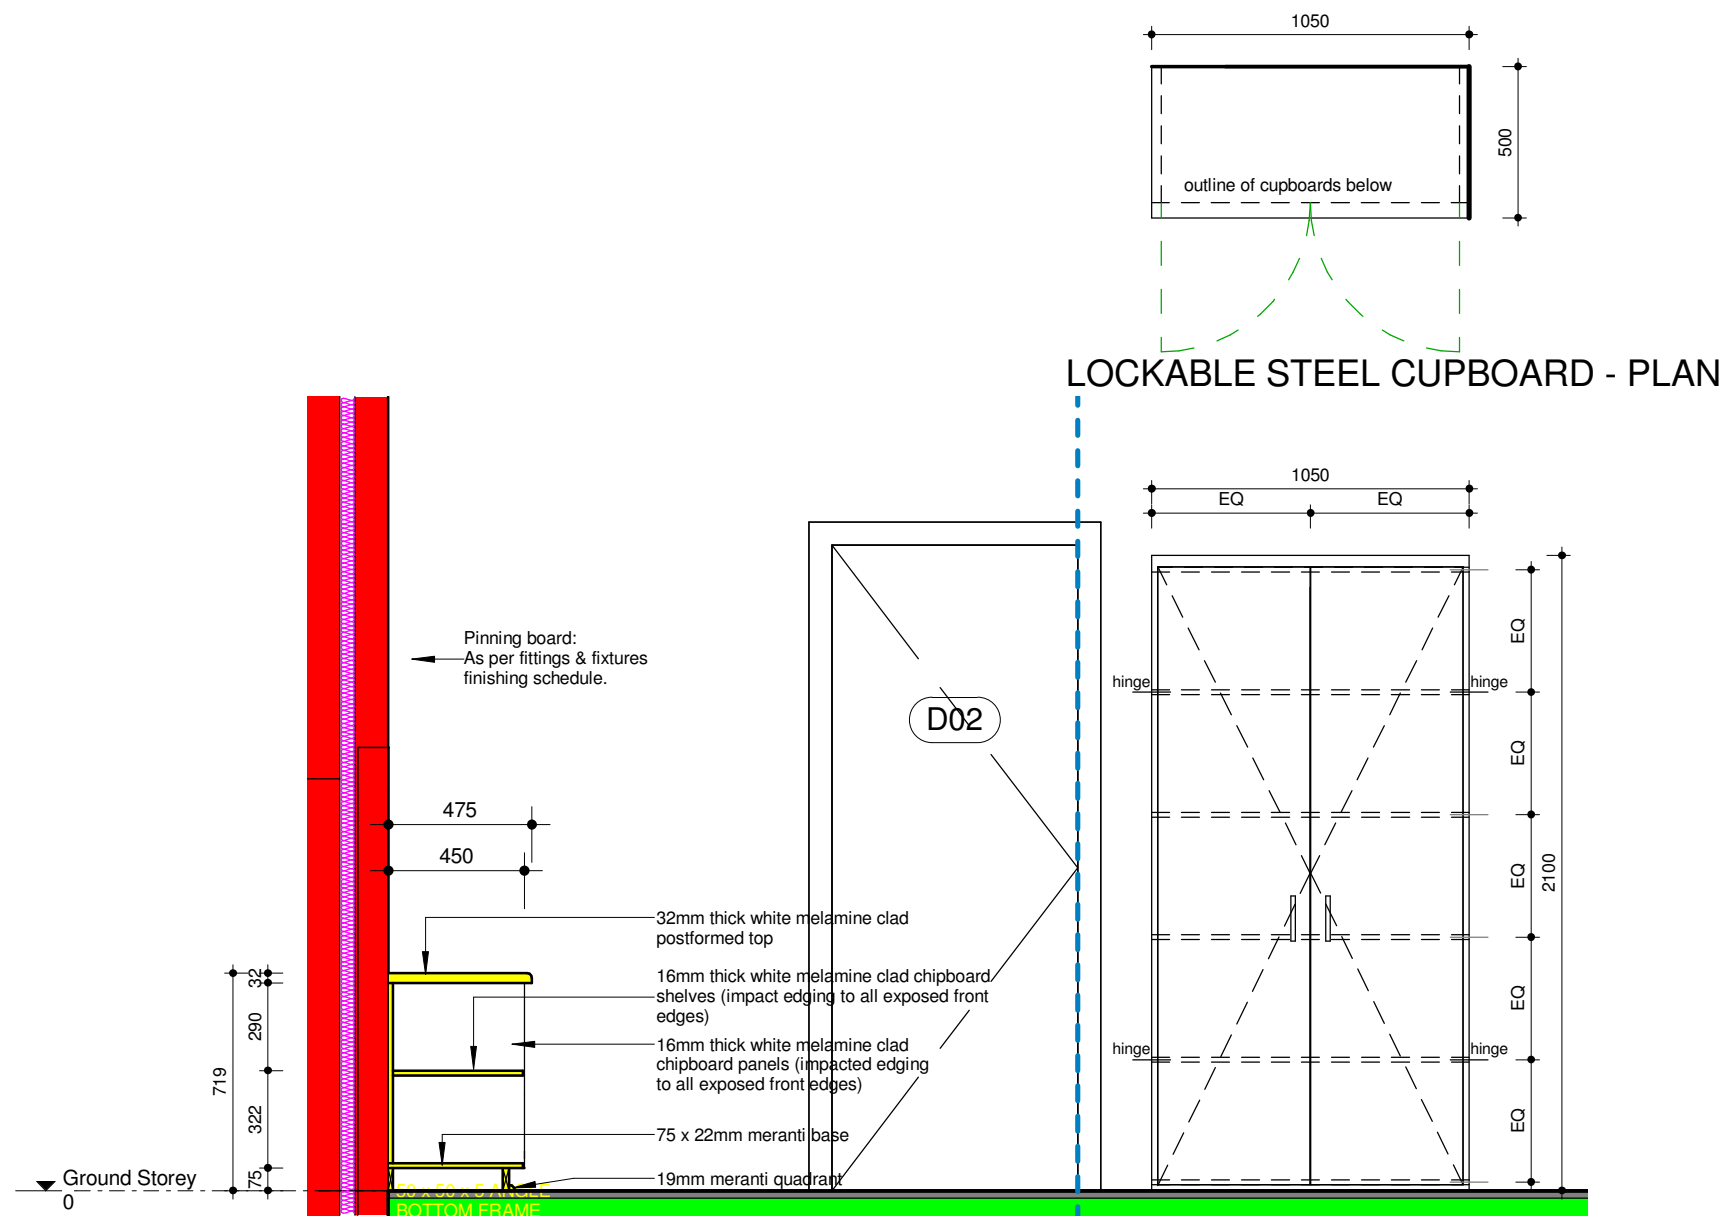 1050
500
outline of cupboards below
LOCKABLE STEEL CUPBOARD - PLAN
1050
EQ
EQ
Pinning board:
As per fittings & fixtures
finishing schedule.
hinge
hinge
D02
EQ
EQ
EQ
EQ
EQ
2100
475
450
32mm thick white melamine clad
postformed top
16mm thick white melamine clad chipboard
shelves (impact edging to all exposed front
edges)
16mm thick white melamine clad
chipboard panels (impacted edging
to all exposed front edges)
hinge
hinge
32
290
719
322
75
75 x 22mm meranti base
19mm meranti quadrant
Ground Storey
0
50 x 50 x 5 ANGLE
BOTTOM FRAME